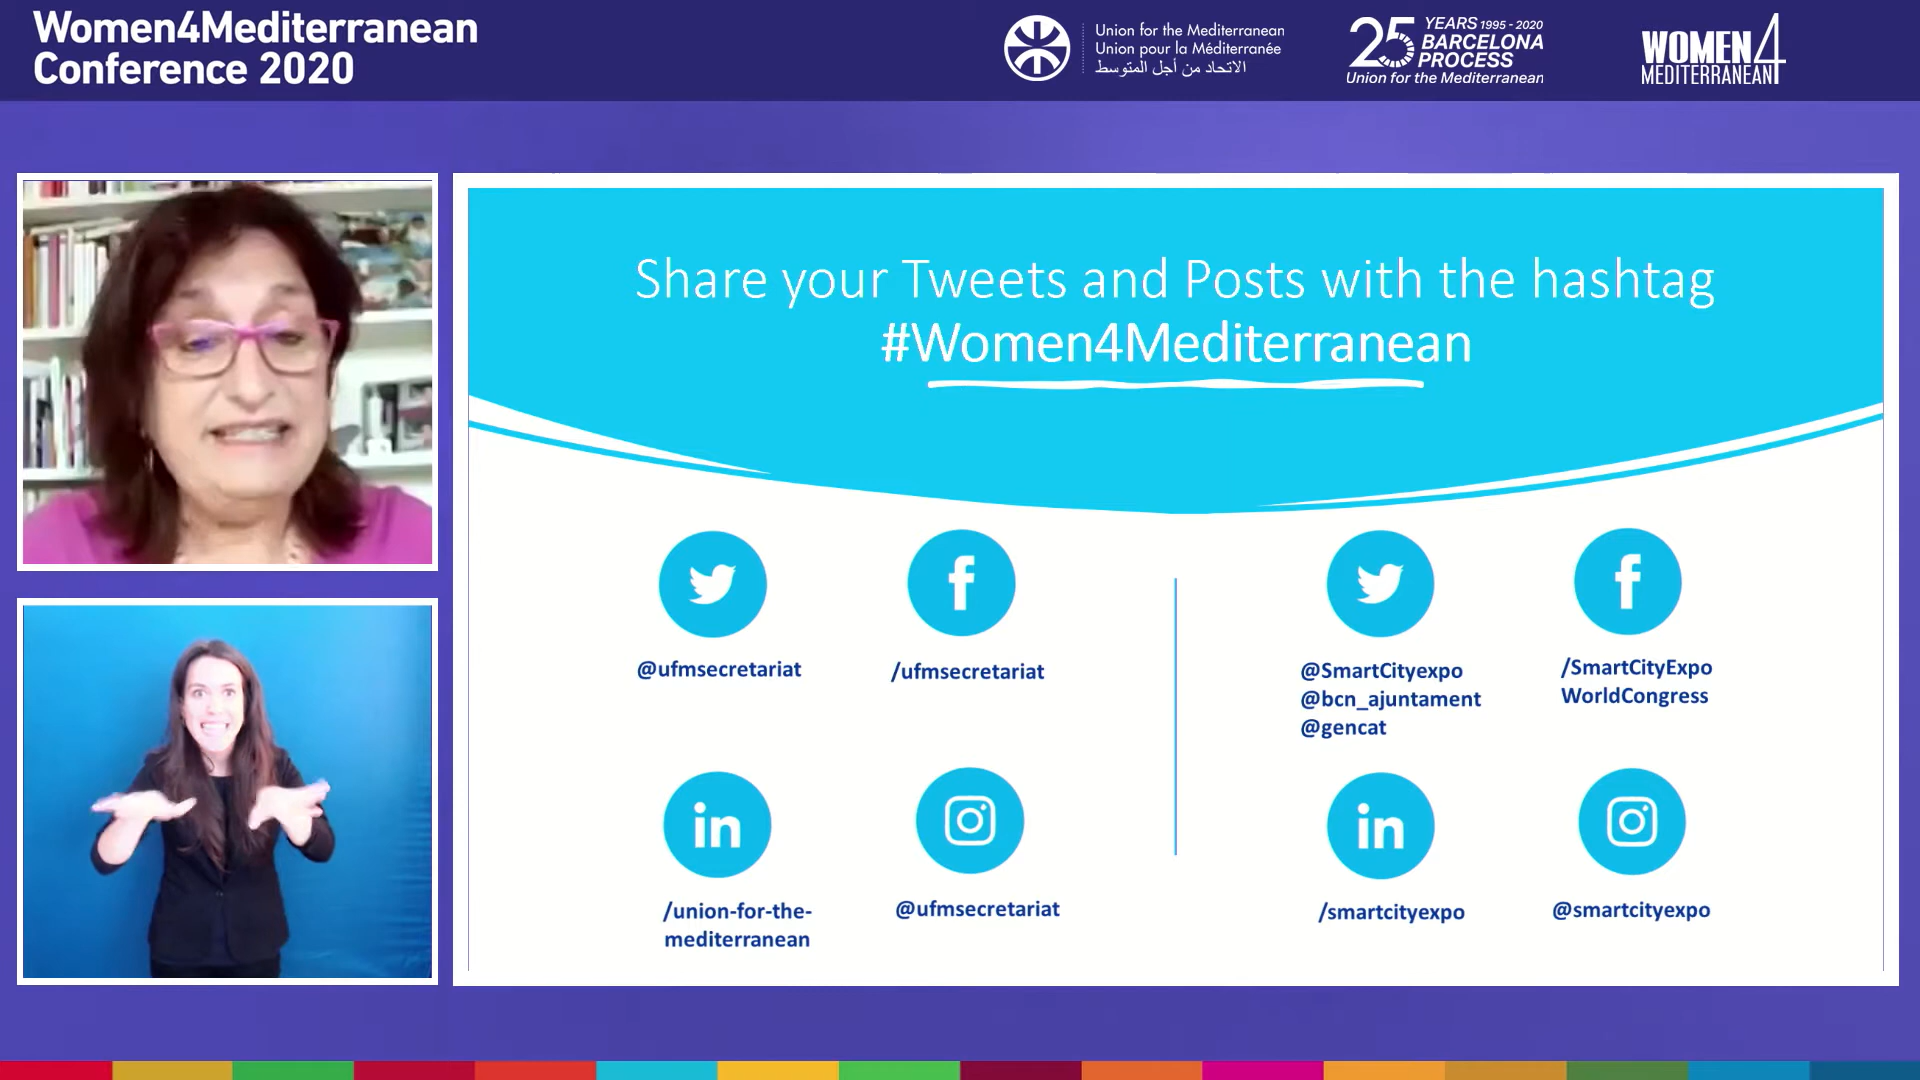 Women4Mediterranean
Conference 2020
Union for the Mediterranean
Union pour la Méditerranée
الاتحاد من أجل المتوسط
25 YEARS 1995 - 2020
BARCELONA
PROCESS
Union for the Mediterranean
WOMEN4
MEDITERRANEAN
Share your Tweets and Posts with the hashtag
#Women4Mediterranean
@ufmsecretariat
/ufmsecretariat
@SmartCityexpo
@bcn_ajuntament
@gencat
/SmartCityExpo
WorldCongress
in
/union-for-the-
mediterranean
@ufmsecretariat
in
/smartcityexpo
@smartcityexpo